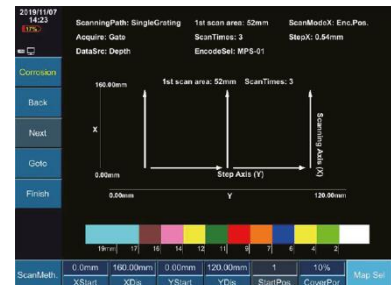 2019/11/07
14:23
17%
ScanningPath: SingleGrating 1st scan area: 52mm ScanModeX: Enc.Pos.
Acquire: Gate ScanTimes: 3 StepX: 0.54mm
DataSrc: Depth EncodeSel: MPS-01
Corrosion
Back
Next
Goto
Finish
160.00mm 1st scan area: 52mm ScanTimes: 3
X
Scanning Axis (X)
0.00mm Step Axis (Y)
0.00mm Y 120.00mm
19mm 17 16 14 12 11 9 7 6 4 2
ScanMeth. 0.0mm 160.00mm 0.00mm 120.00mm 1 10% Map Sel
XStart XDis YStart YDis StartPos CoverPor